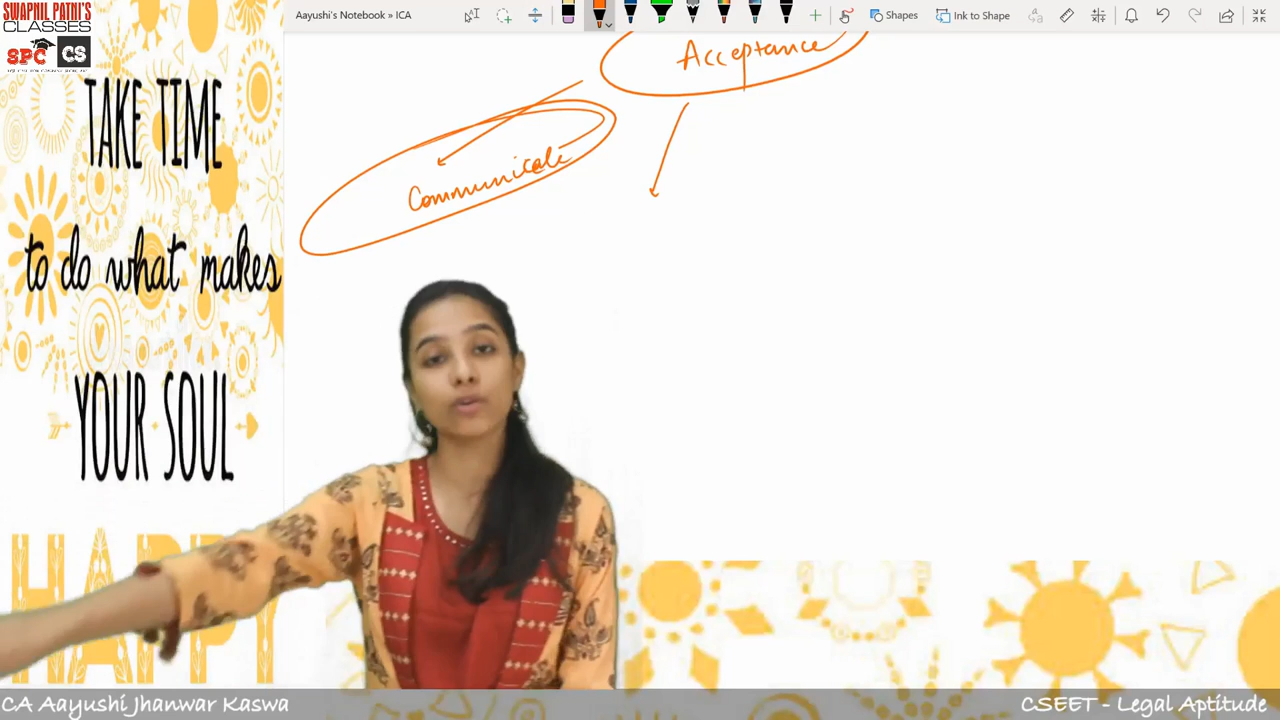 SWAPNIL PATNI'S
CLASSES
SPC CS
Aayushi's Notebook » ICA
Shapes
Ink to Shape
Acceptance
Communicate
TAKE TIME
to do what makes
YOUR SOUL
HAPPY
CA Aayushi Jhanwar Kaswa
CSEET - Legal Aptitude